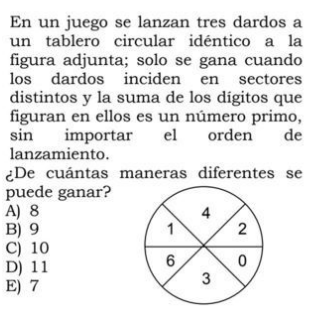 En un juego se lanzan tres dardos a
un tablero circular idéntico a la
figura adjunta; solo se gana cuando
los dardos inciden en sectores
distintos y la suma de los dígitos que
figuran en ellos es un número primo,
sin importar el orden de
lanzamiento.
¿De cuántas maneras diferentes se
puede ganar?
A) 8
B) 9
C) 10
D) 11
E) 7
4
1 2
6 0
3